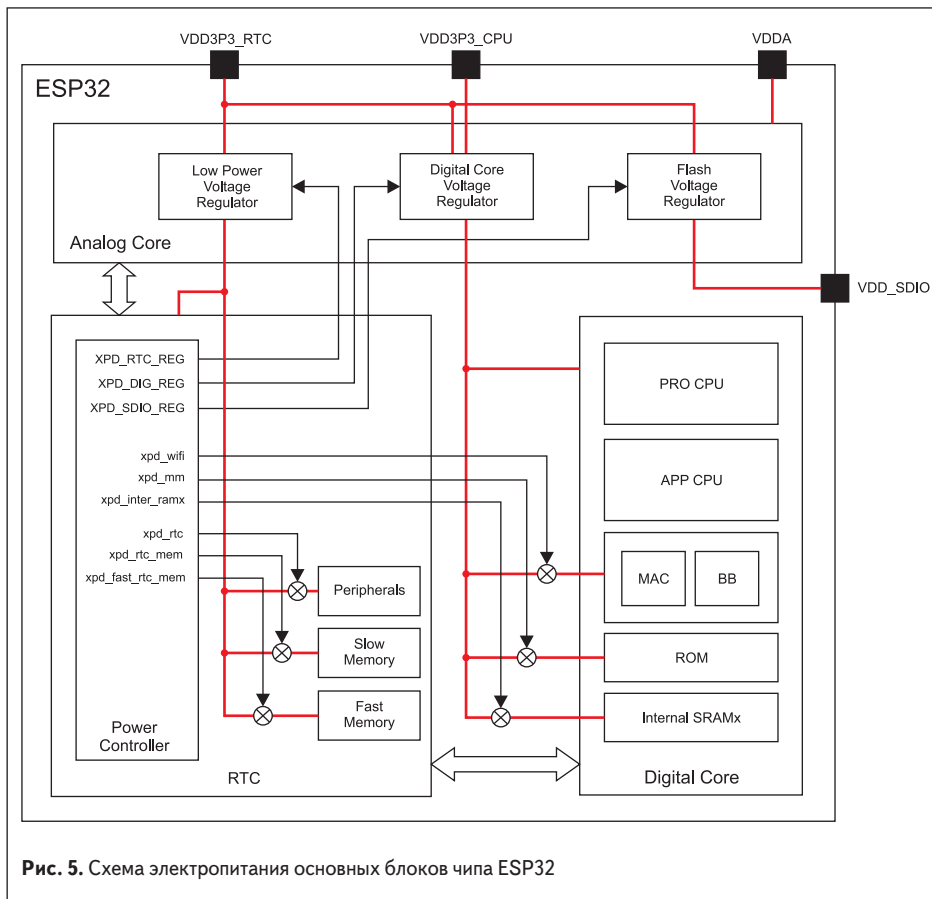 VDD3P3_RTC
VDD3P3_CPU
VDDA
ESP32
Low Power
Voltage
Regulator
Digital Core
Voltage
Regulator
Flash
Voltage
Regulator
Analog Core
VDD_SDIO
XPD_RTC_REG
XPD_DIG_REG
XPD_SDIO_REG
xpd_wifi
xpd_mm
xpd_inter_ramx
xpd_rtc
xpd_rtc_mem
xpd_fast_rtc_mem
Power
Controller
Peripherals
Slow
Memory
Fast
Memory
RTC
PRO CPU
APP CPU
MAC
BB
ROM
Internal SRAMx
Digital Core
Рис. 5. Схема электропитания основных блоков чипа ESP32